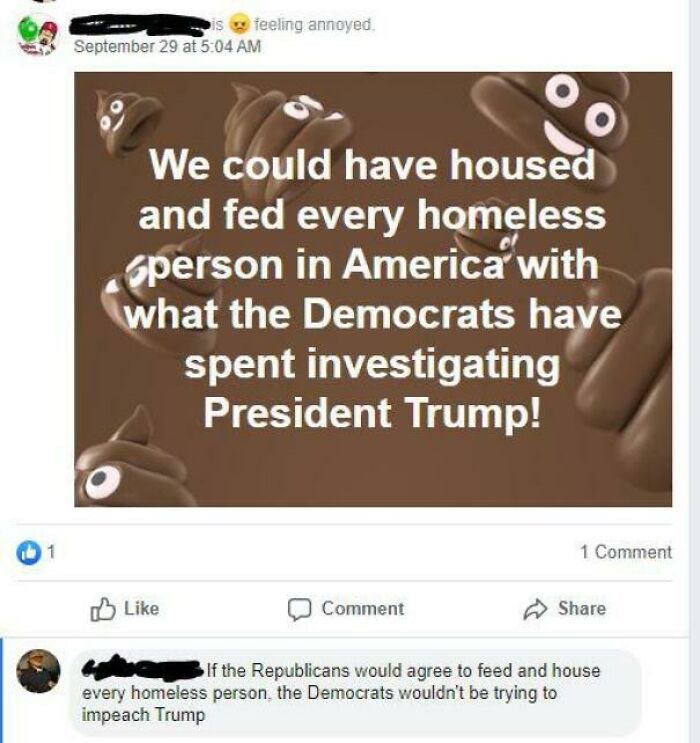 is feeling annoyed.
September 29 at 5:04 AM
We could have housed
and fed every homeless
person in America with
what the Democrats have
spent investigating
President Trump!
1
1 Comment
Like
Comment
Share
If the Republicans would agree to feed and house
every homeless person, the Democrats wouldn't be trying to
impeach Trump